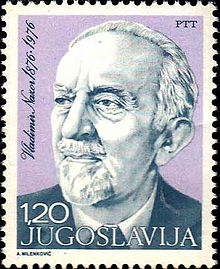 PTT
Vladimir Nazor 1876-1976
1,20
JUGOSLAVIJA
A. MILENKOVIĆ